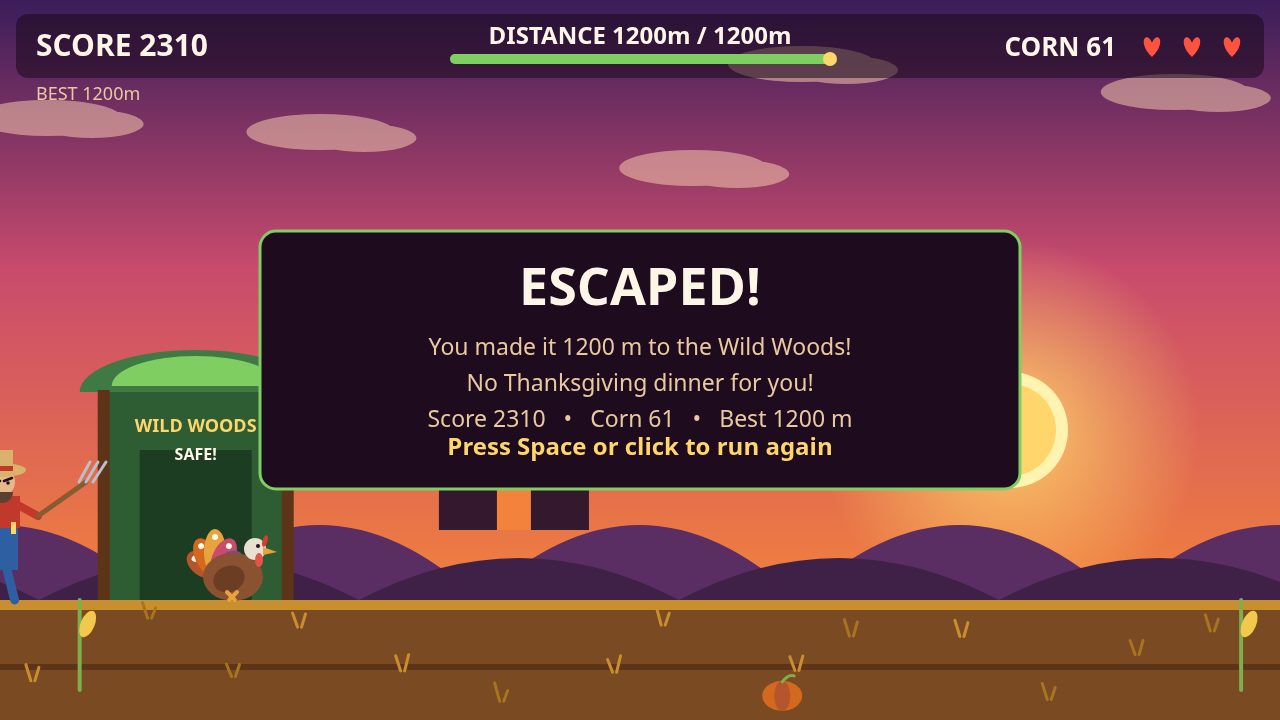 SCORE 2310
DISTANCE 1200m / 1200m
CORN 61
BEST 1200m
ESCAPED!
You made it 1200 m to the Wild Woods!
No Thanksgiving dinner for you!
Score 2310 • Corn 61 • Best 1200 m
Press Space or click to run again
WILD WOODS
SAFE!